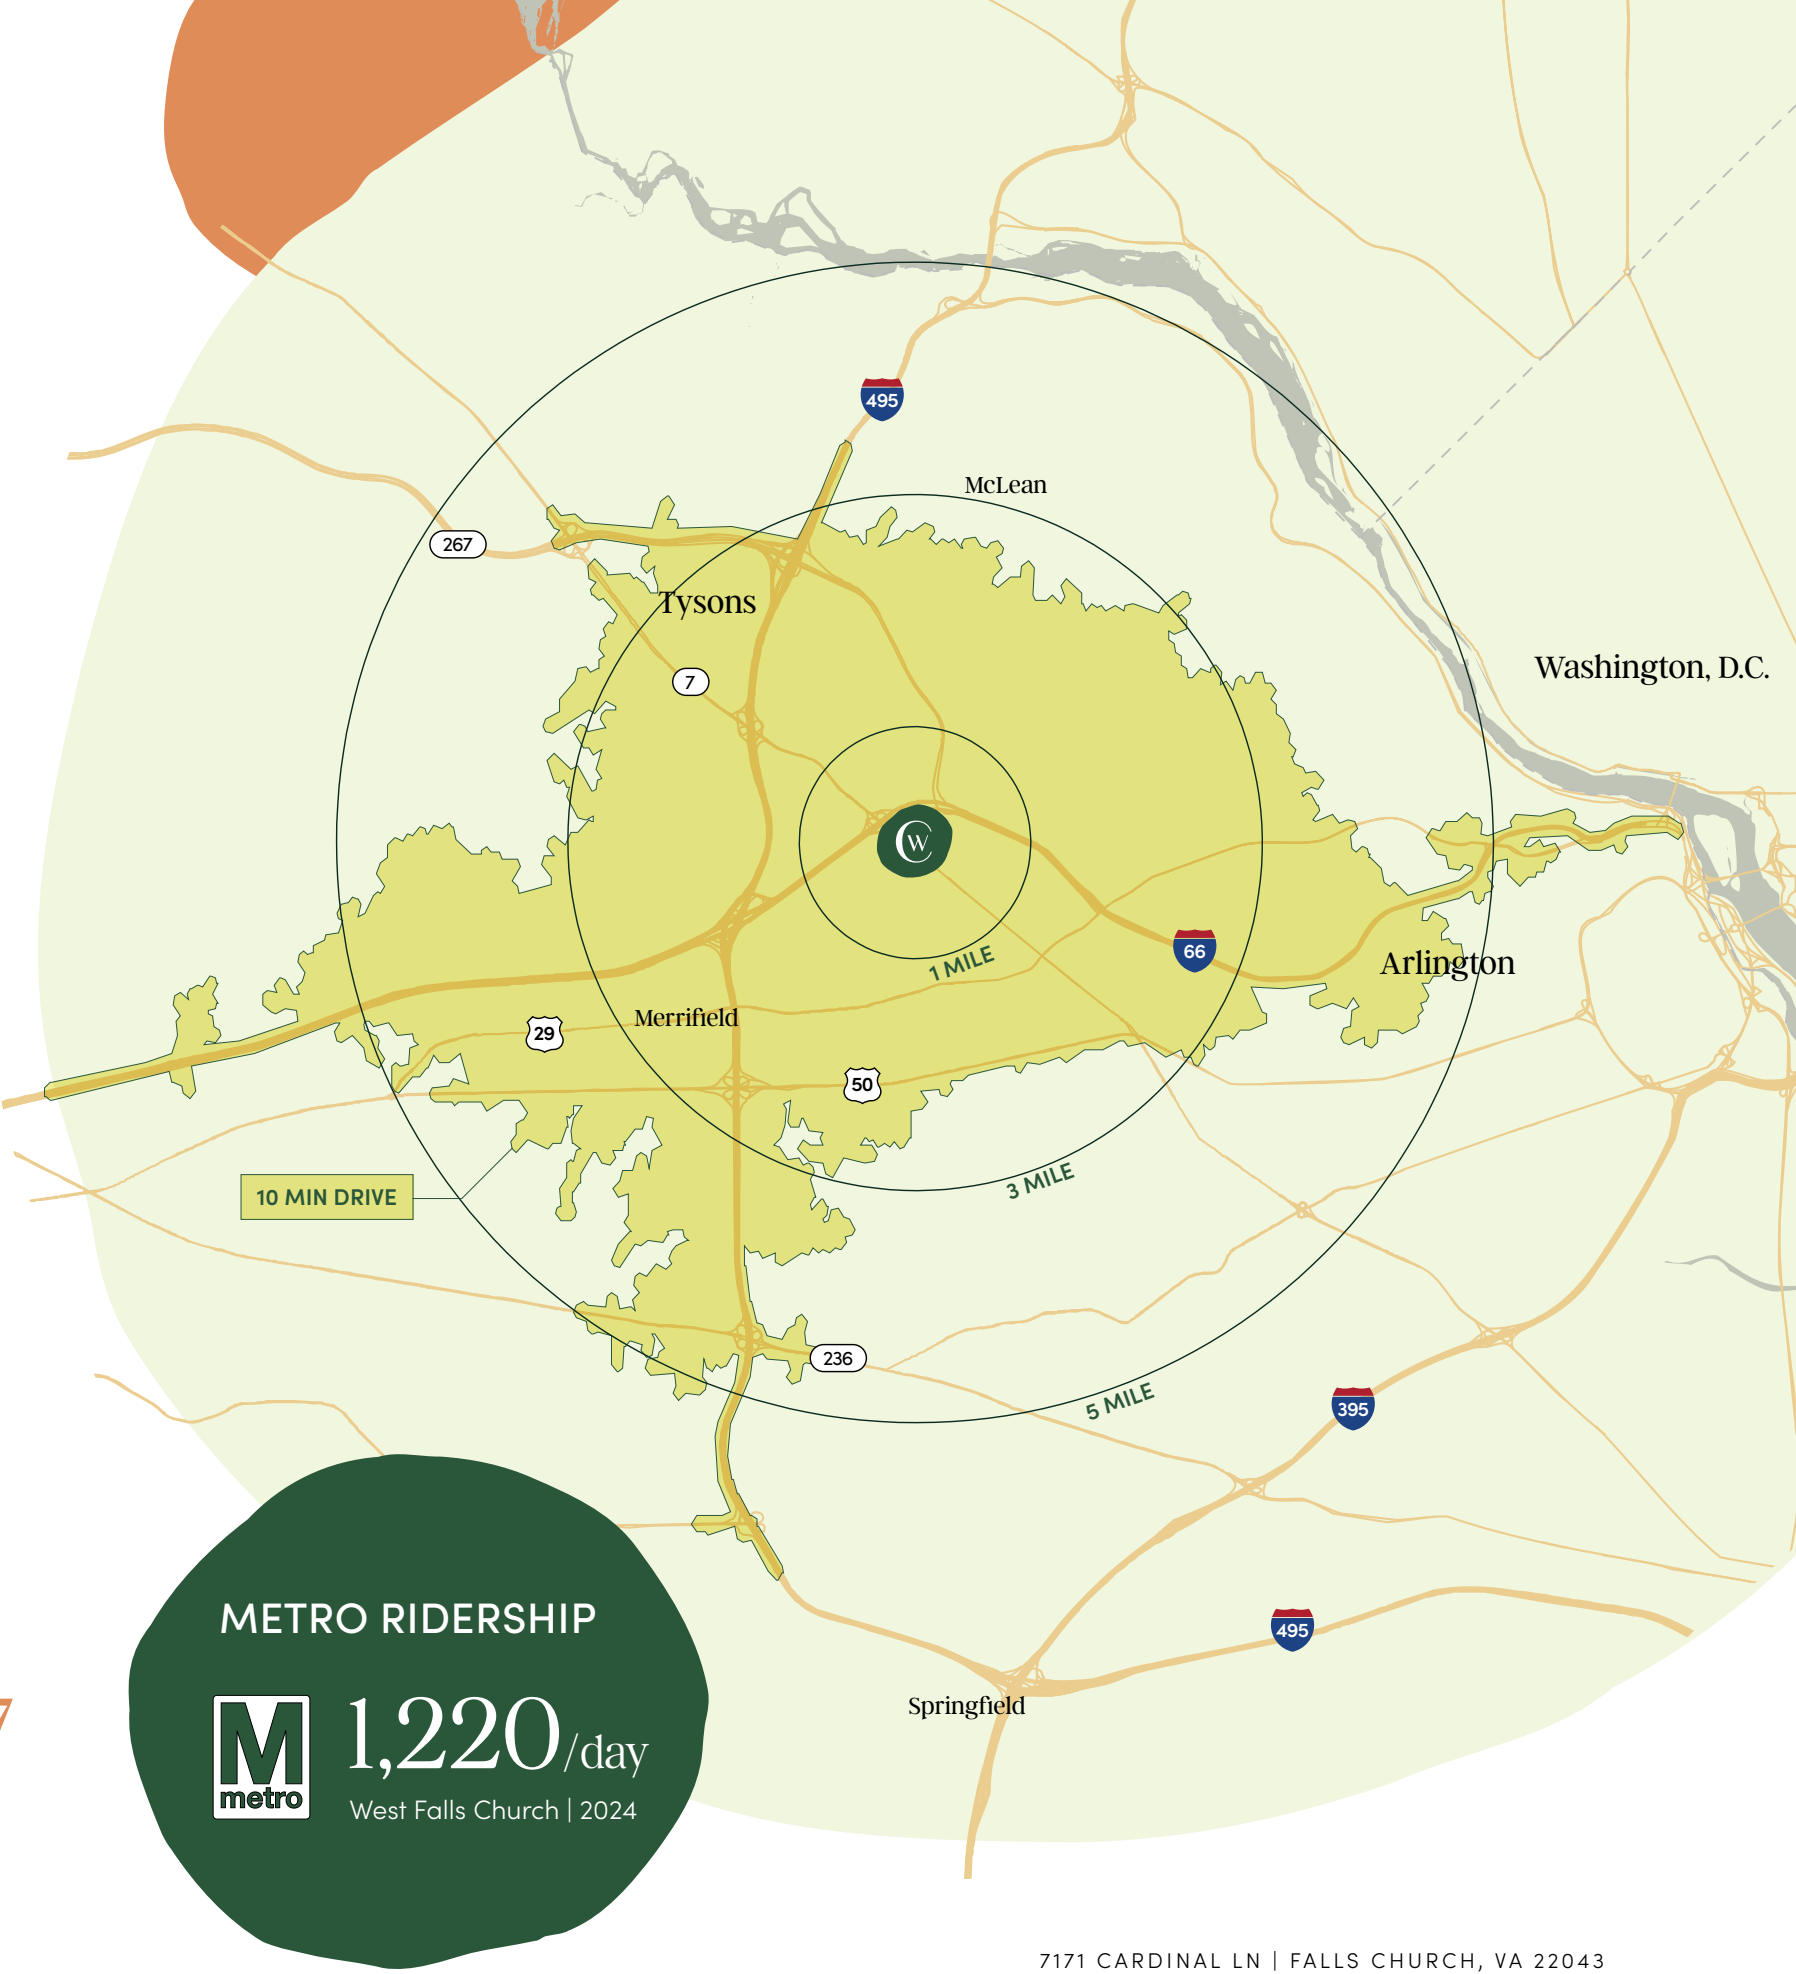 495
McLean
267
Tysons
Washington, D.C.
7
CW
66
1 MILE
Arlington
Merrifield
29
50
3 MILE
10 MIN DRIVE
236
5 MILE
395
METRO RIDERSHIP
495
M
metro
1,220/day
West Falls Church | 2024
Springfield
7171 CARDINAL LN | FALLS CHURCH, VA 22043